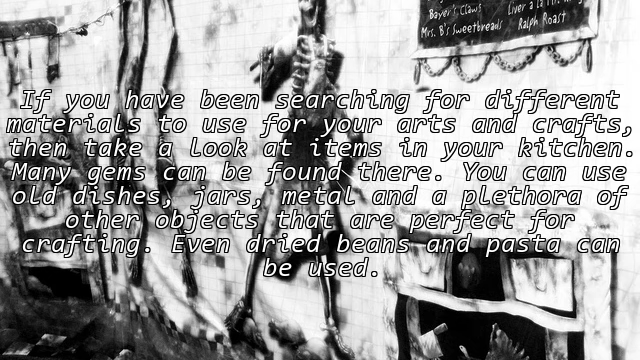 Bayer's Claws
Mrs. B's Sweetbreads Ralph Roast
If you have been searching for different
materials to use for your arts and crafts,
then take a look at items in your kitchen.
Many gems can be found there. You can use
old dishes, jars, metal and a plethora of
other objects that are perfect for
crafting. Even dried beans and pasta can
be used.